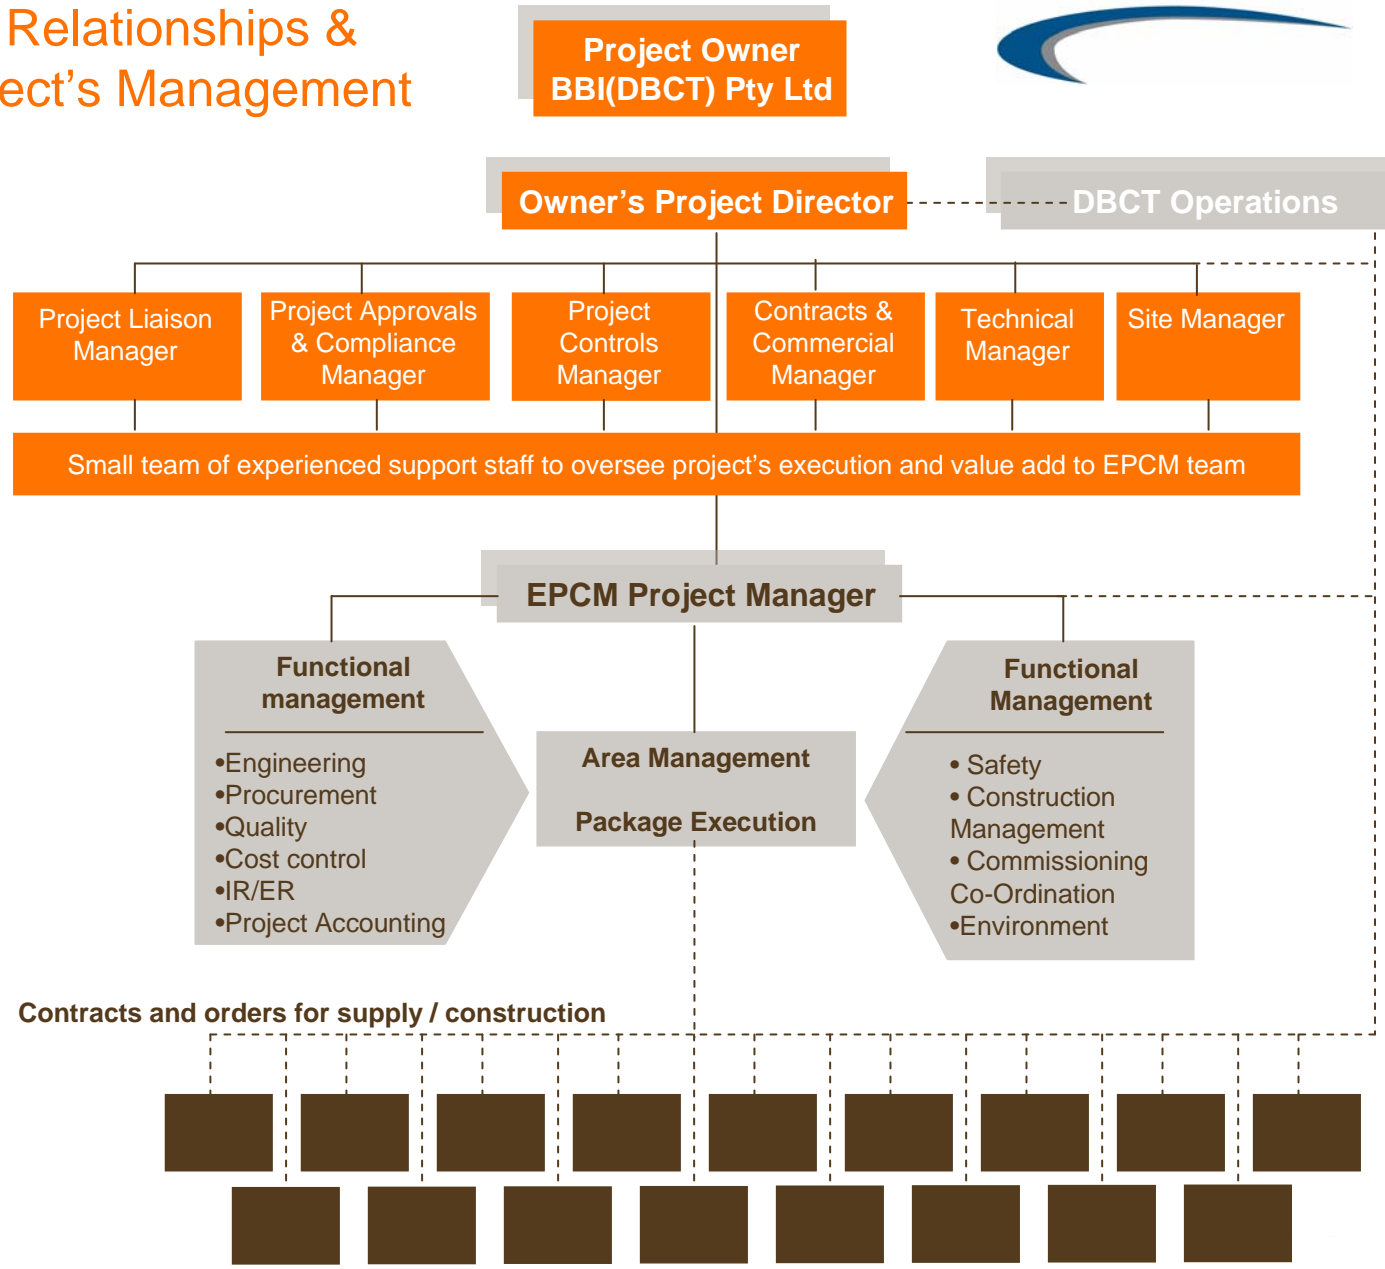 Relationships &
ect's Management
Project Owner
BBI(DBCT) Pty Ltd
Owner's Project Director
DBCT Operations
Project Liaison
Manager
Project Approvals
& Compliance
Manager
Project
Controls
Manager
Contracts &
Commercial
Manager
Technical
Manager
Site Manager
Small team of experienced support staff to oversee project's execution and value add to EPCM team
EPCM Project Manager
Functional
management
•Engineering
•Procurement
•Quality
•Cost control
•IR/ER
•Project Accounting
Area Management
Package Execution
Functional
Management
• Safety
• Construction
Management
• Commissioning
Co-Ordination
•Environment
Contracts and orders for supply / construction